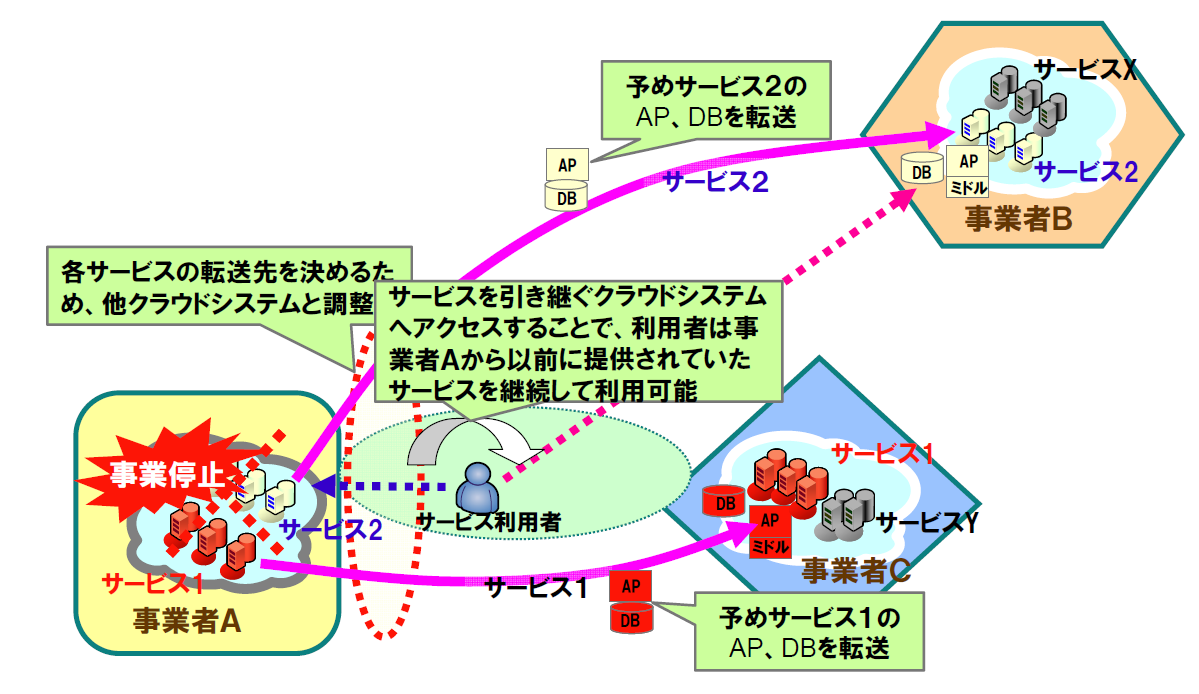 予めサービス2の
AP、DBを転送
AP
DB
サービス2
サービスX
サービス2
DB
AP
ミドル
事業者B
各サービスの転送先を決めるた
め、他クラウドシステムと調整
サービスを引き継ぐクラウドシステム
へアクセスすることで、利用者は事
業者Aから以前に提供されていた
サービスを継続して利用可能
事業停止
サービス2
サービス1
事業者A
サービス利用者
サービス1
DB
AP
ミドル
サービスY
事業者C
サービス1
AP
DB
予めサービス1の
AP、DBを転送